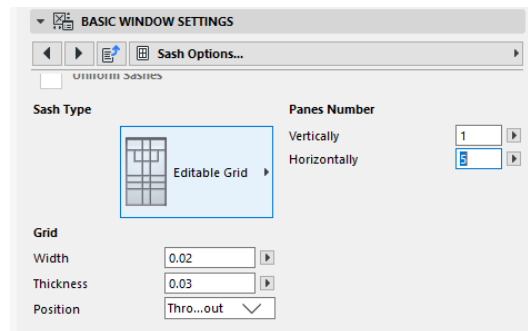 BASIC WINDOW SETTINGS
Sash Options...
Uniform Sashes
Sash Type
Panes Number
Vertically 1
Horizontally 5
Editable Grid
Grid
Width 0.02
Thickness 0.03
Position Thro...out